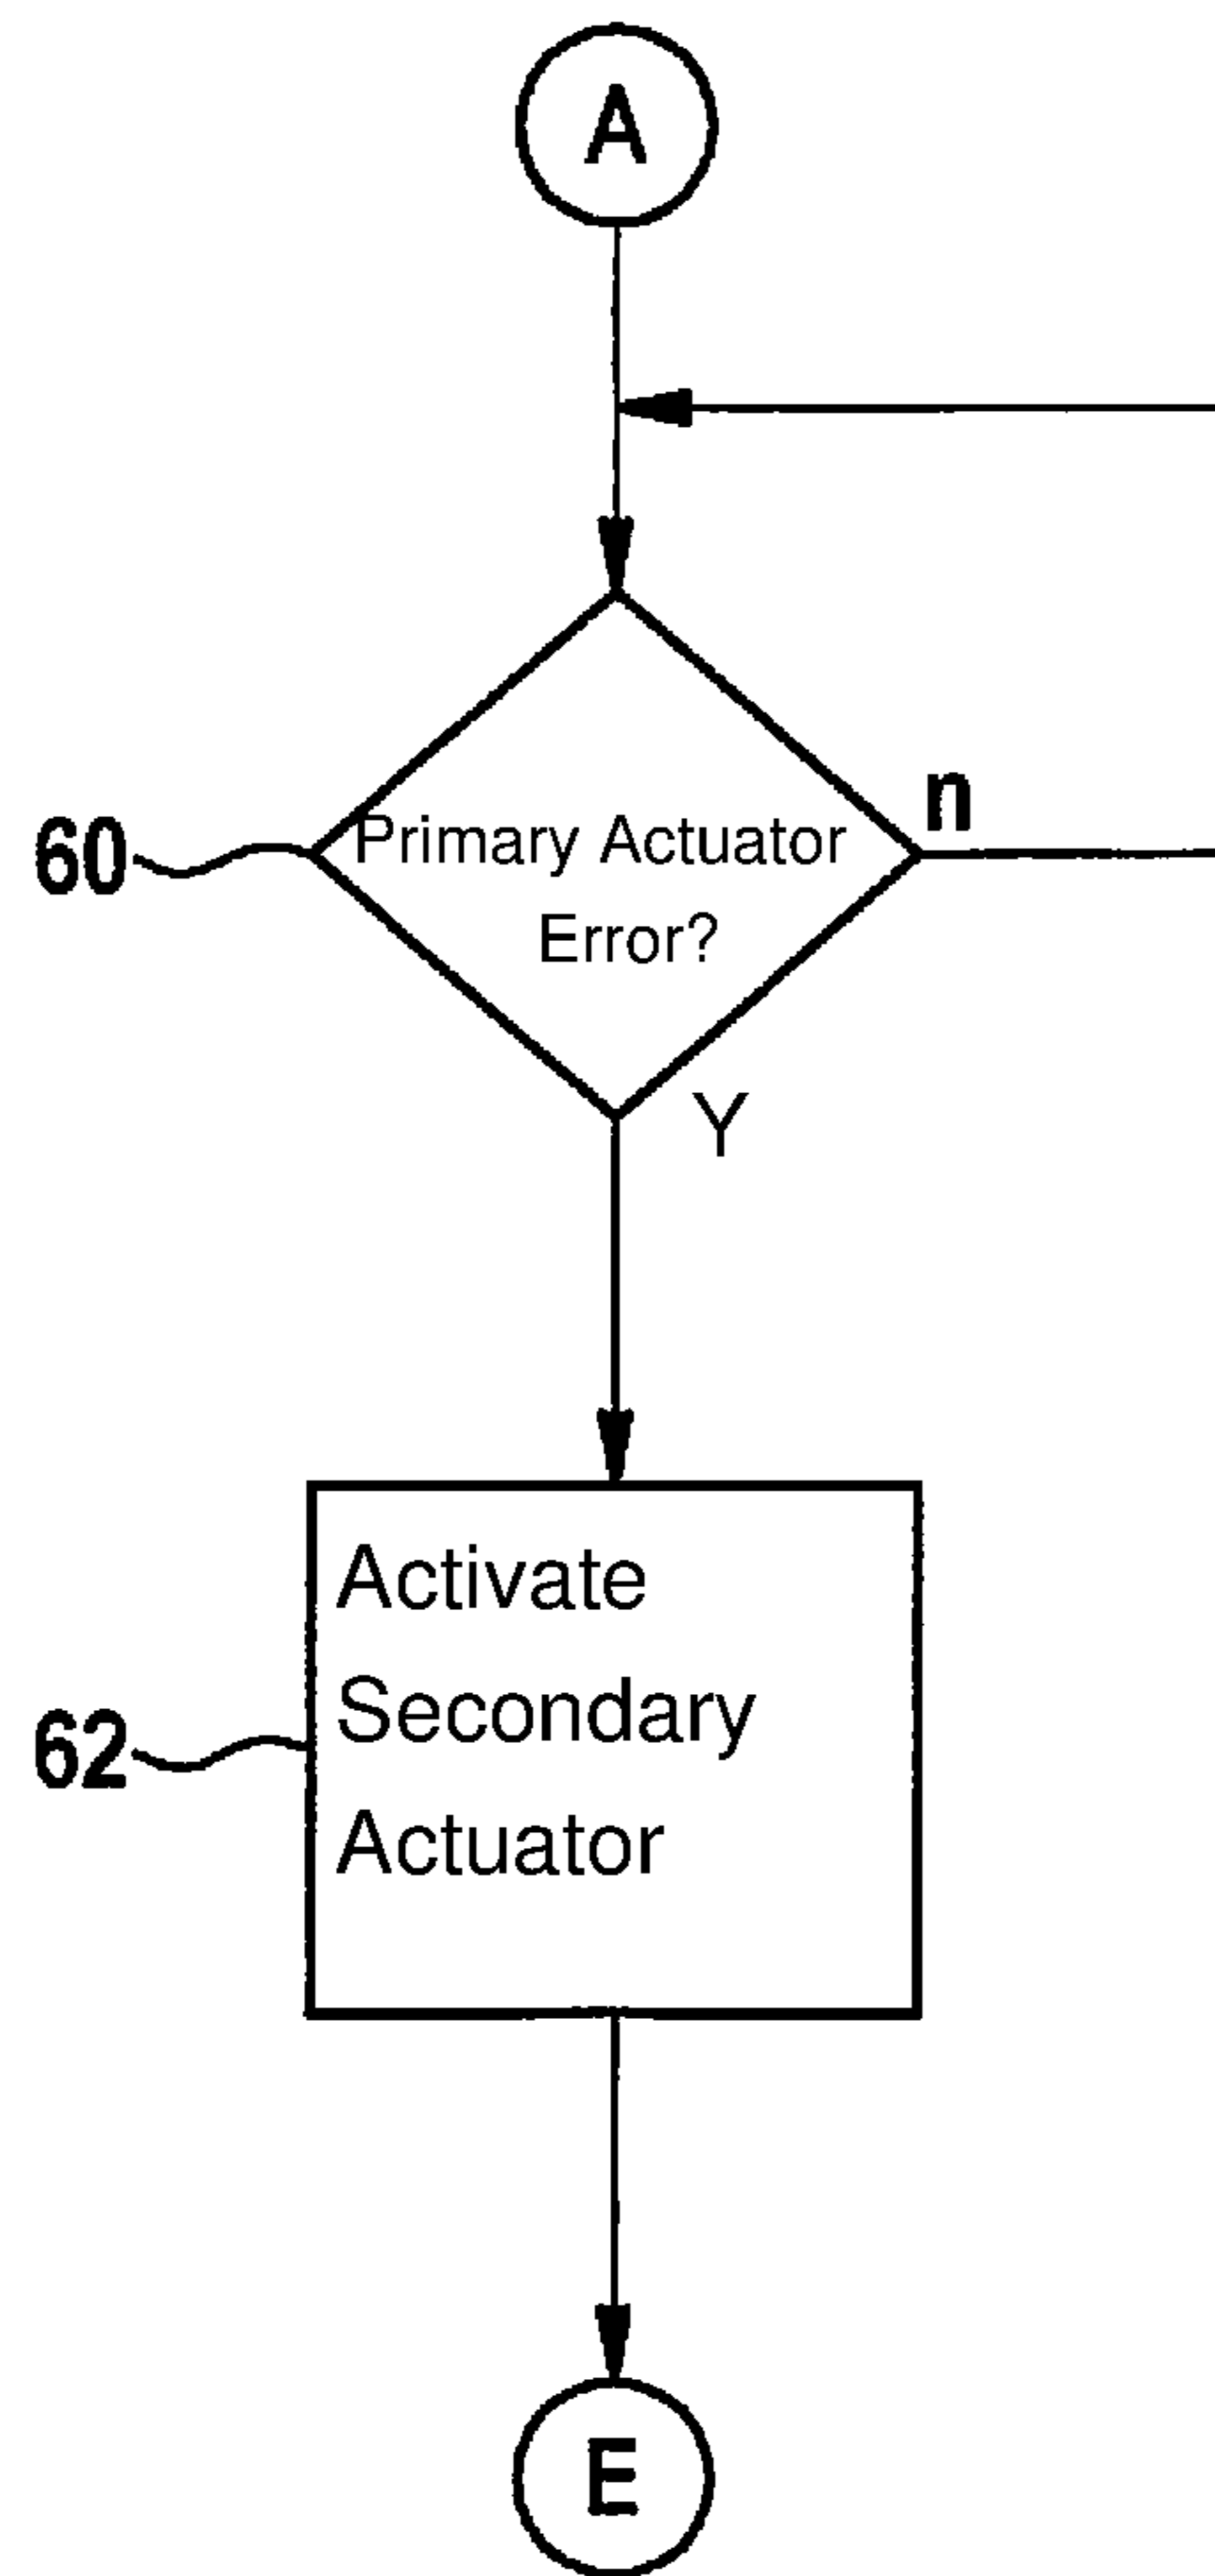 A
n
60
Primary Actuator
Error?
Y
Activate
Secondary
62
Actuator
E